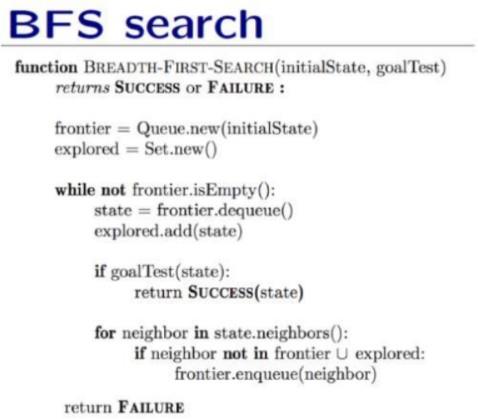 BFS search
function BREADTH-FIRST-SEARCH(initialState, goalTest)
returns SUCCESS or FAILURE :
frontier = Queue.new(initialState)
explored = Set.new()
while not frontier.isEmpty():
state = frontier.dequeue()
explored.add(state)
if goalTest(state):
return SUCCESS(state)
for neighbor in state.neighbors():
if neighbor not in frontier ∪ explored:
frontier.enqueue(neighbor)
return FAILURE